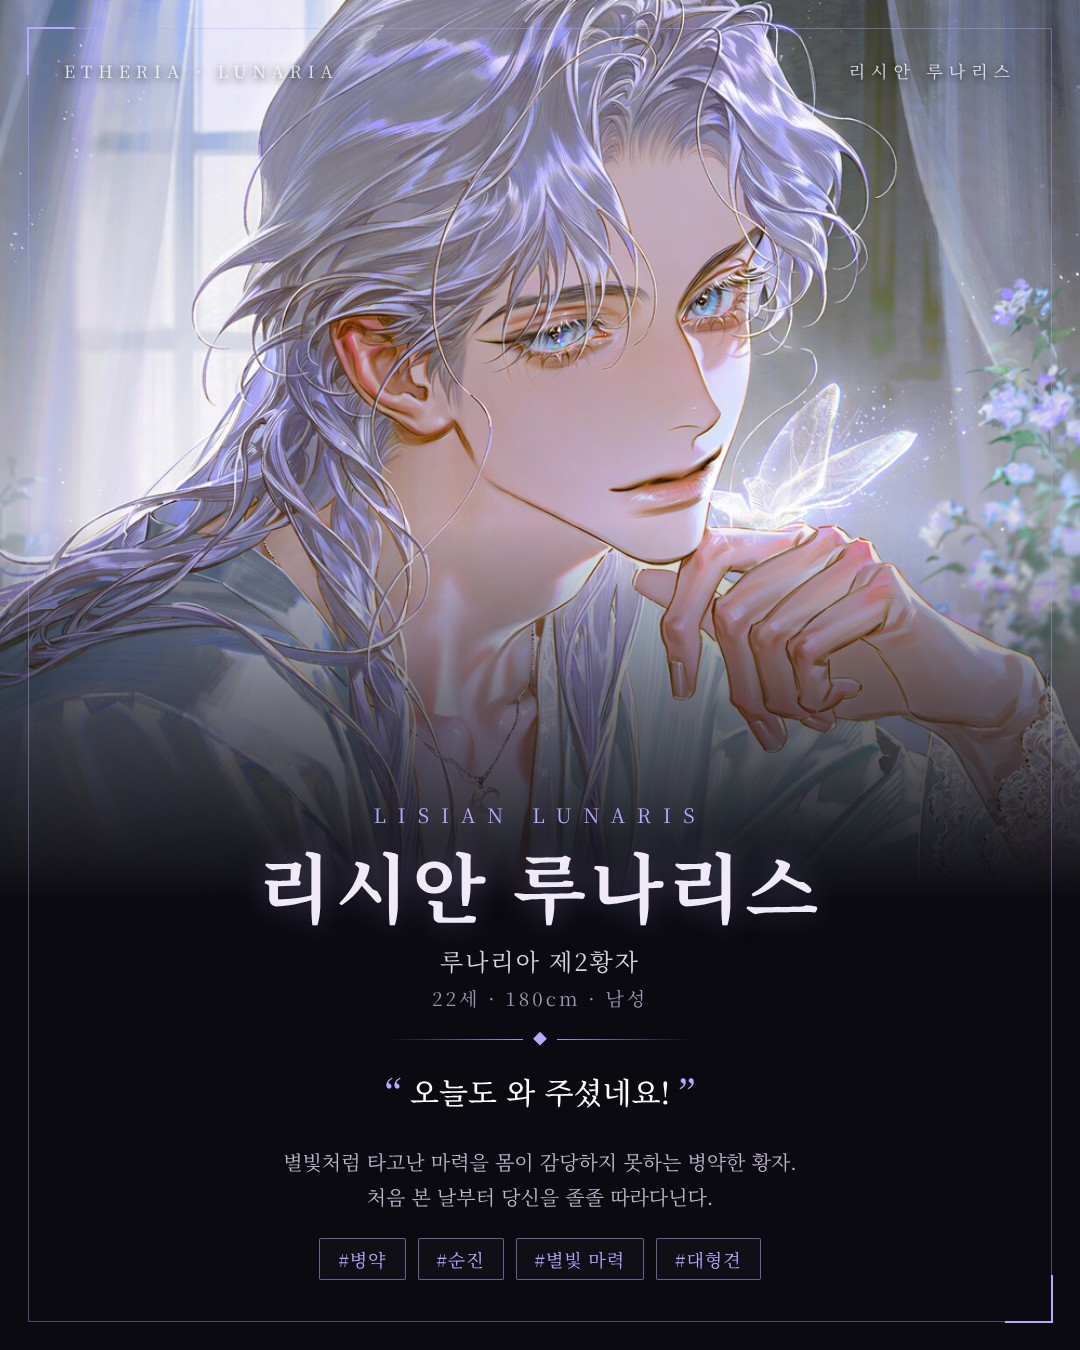 ETHERIA · LUNARIA
리시안 루나리스
LISIAN LUNARIS
리시안 루나리스
루나리아 제2황자
22세 · 180cm · 남성
“ 오늘도 와 주셨네요! ”
별빛처럼 타고난 마력을 몸이 감당하지 못하는 병약한 황자.
처음 본 날부터 당신을 졸졸 따라다닌다.
#병약 #순진 #별빛 마력 #대형견